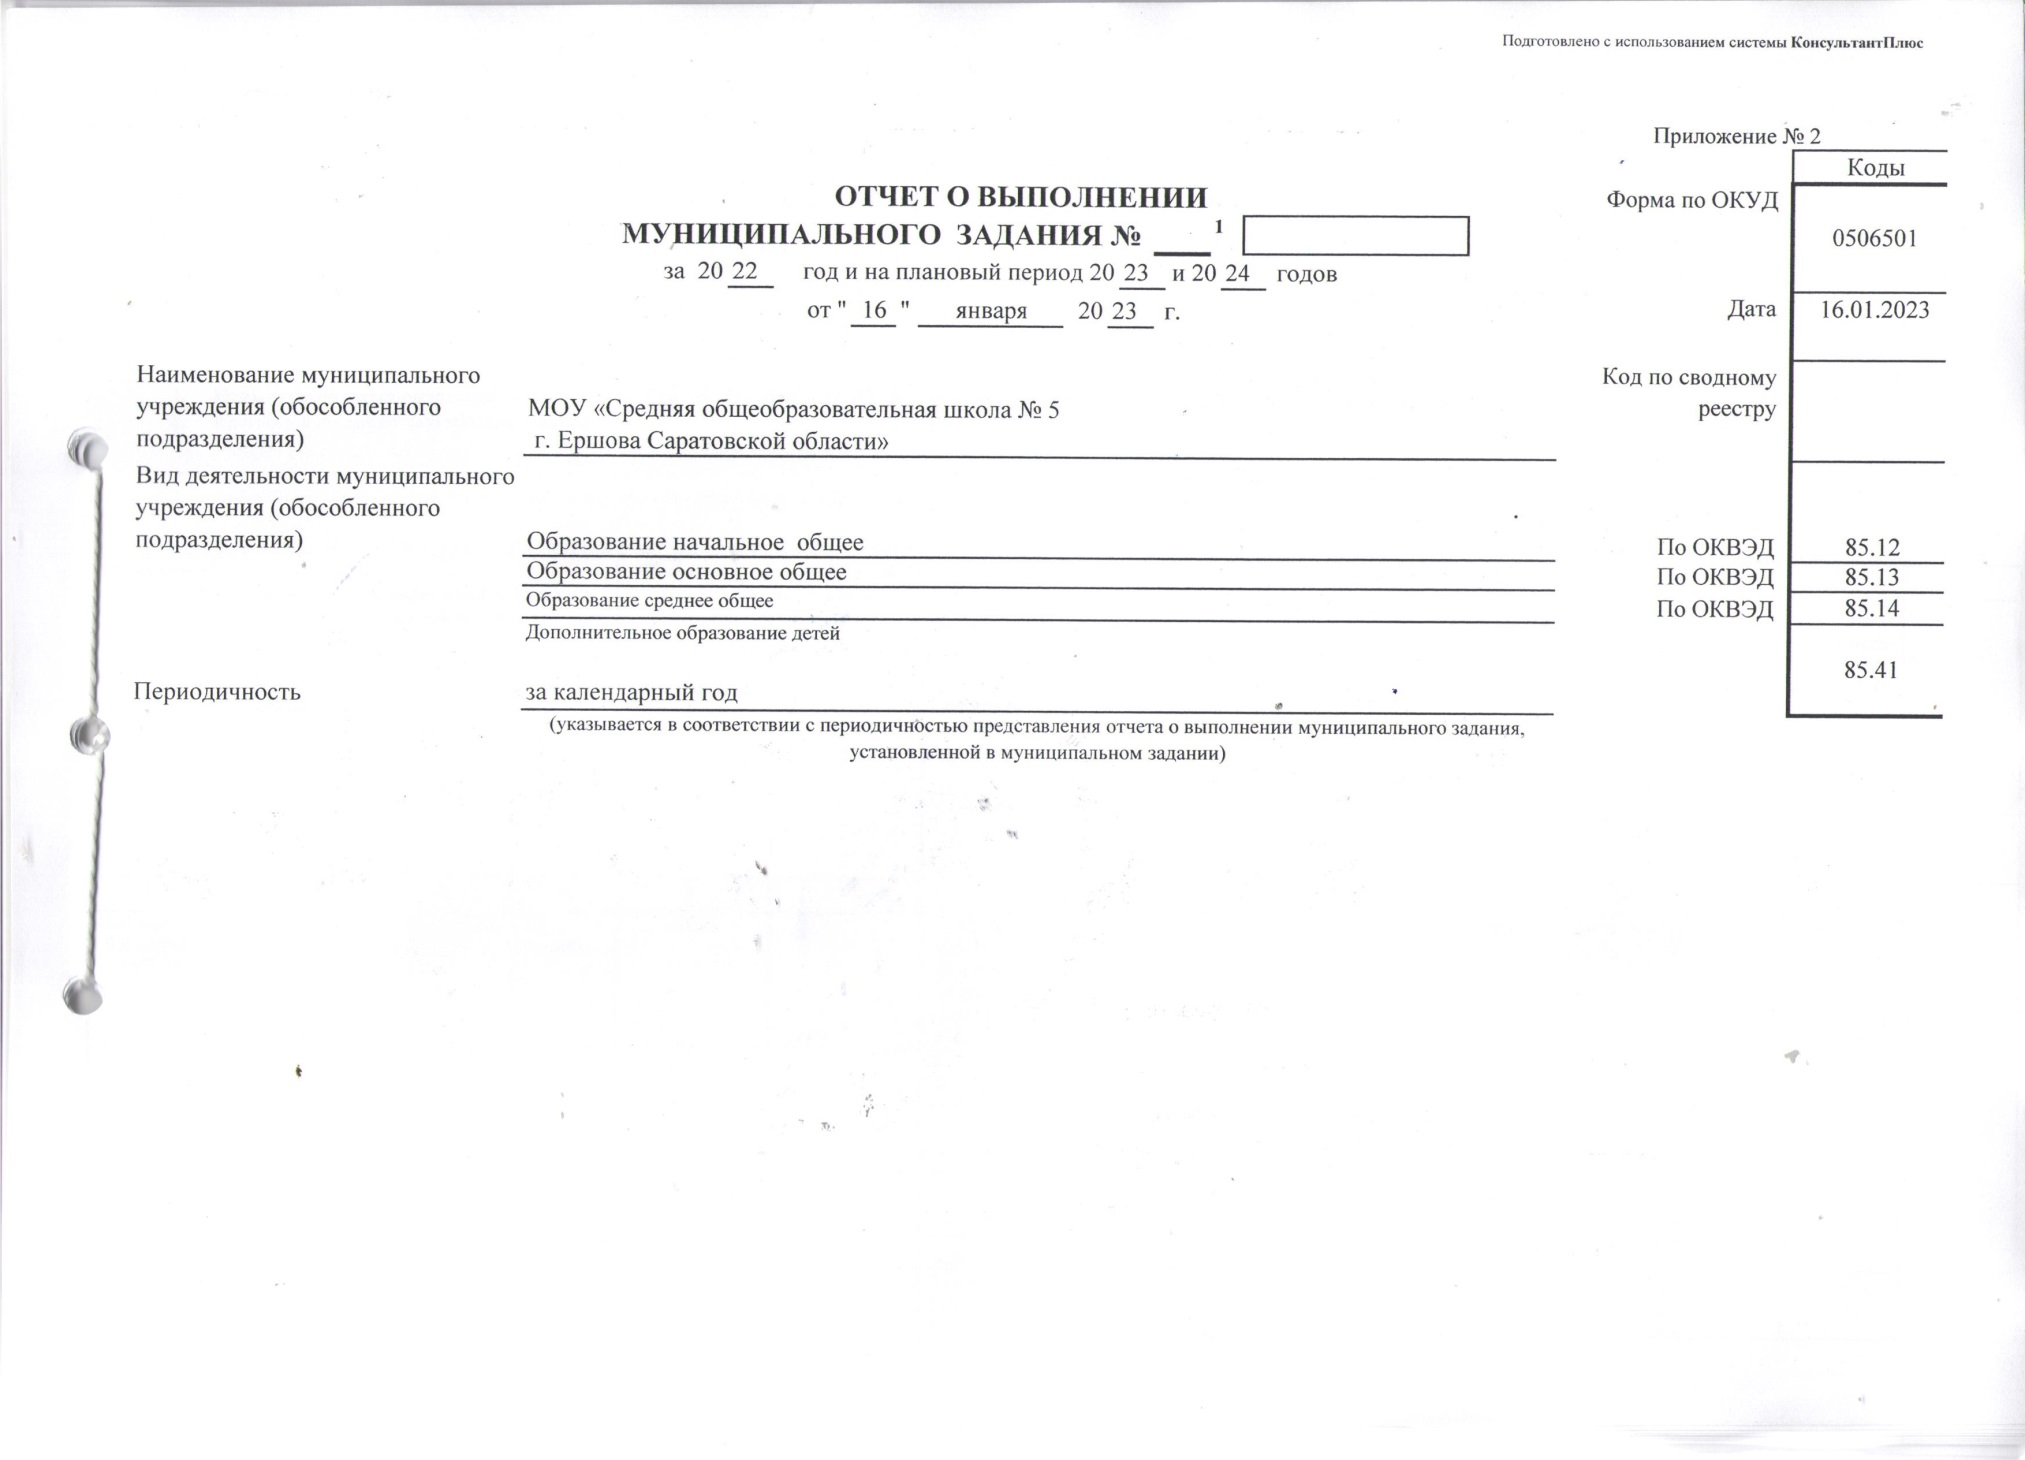 Подготовлено с использованием системы КонсультантПлюс
Приложение № 2
Коды
ОТЧЕТ О ВЫПОЛНЕНИИ
Форма по ОКУД
МУНИЦИПАЛЬНОГО ЗАДАНИЯ № ____ 1
0506501
за 20 22 год и на плановый период 20 23 и 20 24 годов
от " 16 " января 20 23 г.
Дата 16.01.2023
Наименование муниципального
учреждения (обособленного
подразделения)
МОУ «Средняя общеобразовательная школа № 5
г. Ершова Саратовской области»
Код по сводному
реестру
Вид деятельности муниципального
учреждения (обособленного
подразделения)
Образование начальное общее По ОКВЭД 85.12
Образование основное общее По ОКВЭД 85.13
Образование среднее общее По ОКВЭД 85.14
Дополнительное образование детей
85.41
Периодичность за календарный год
(указывается в соответствии с периодичностью представления отчета о выполнении муниципального задания,
установленной в муниципальном задании)